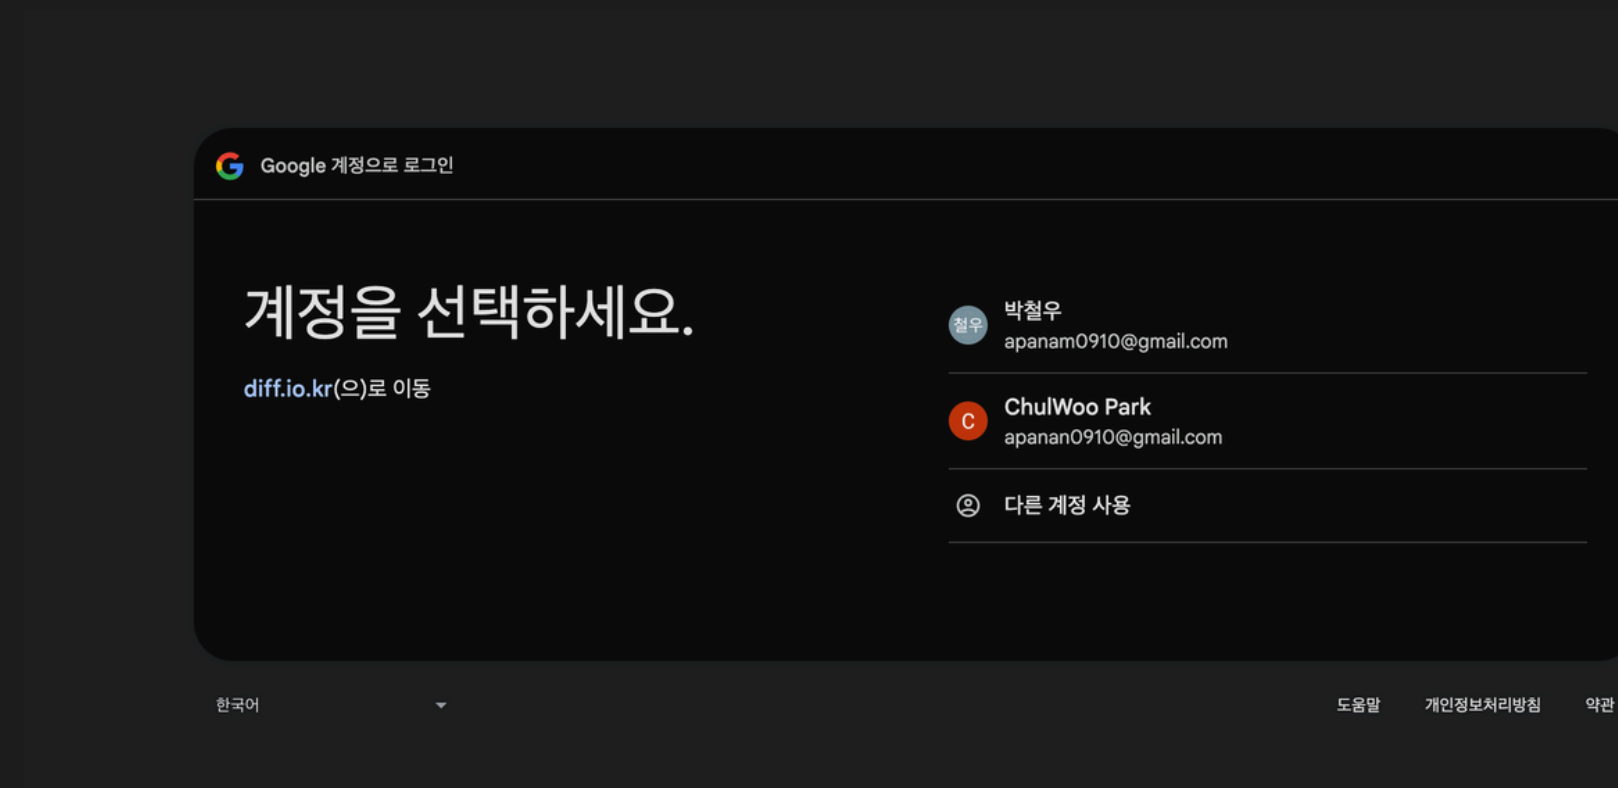 Google 계정으로 로그인
계정을 선택하세요.
diff.io.kr(으)로 이동
철우
박철우
apanam0910@gmail.com
C
ChulWoo Park
apanan0910@gmail.com
다른 계정 사용
한국어
도움말 개인정보처리방침 약관